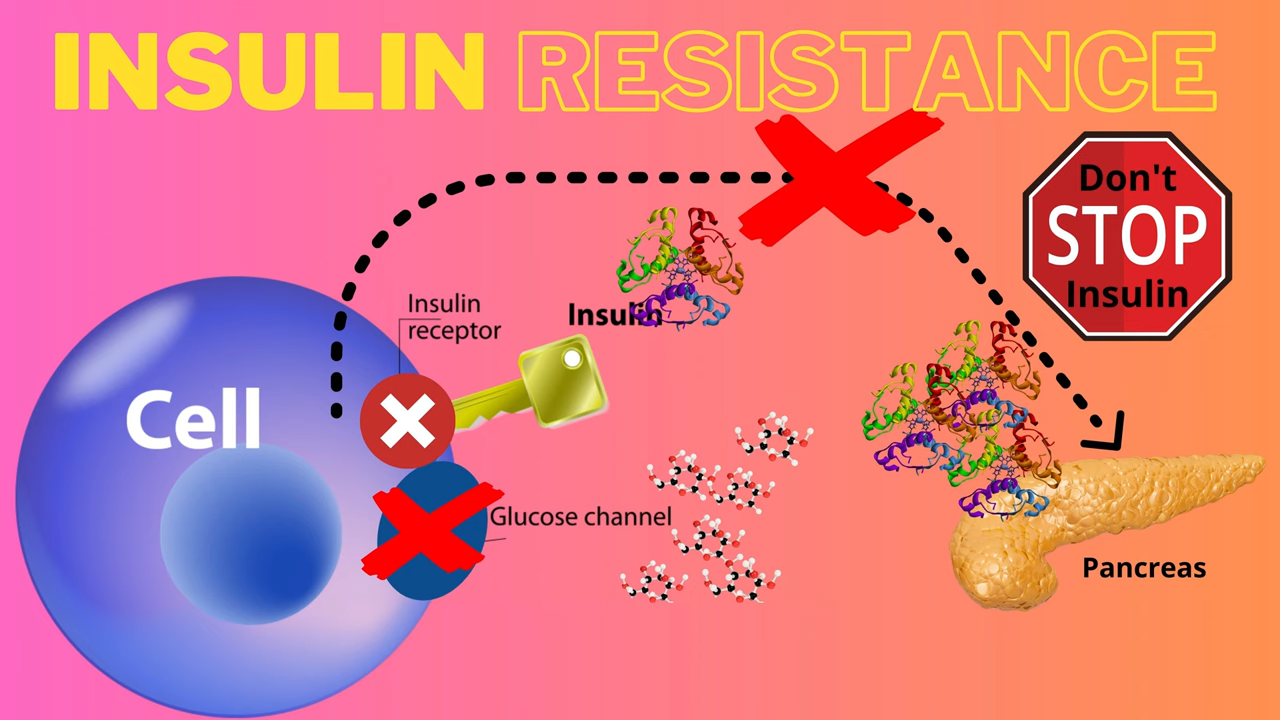 INSULIN RESISTANCE
Don't
STOP
Insulin
Insulin
receptor
Insulin
Cell
Glucose channel
Pancreas